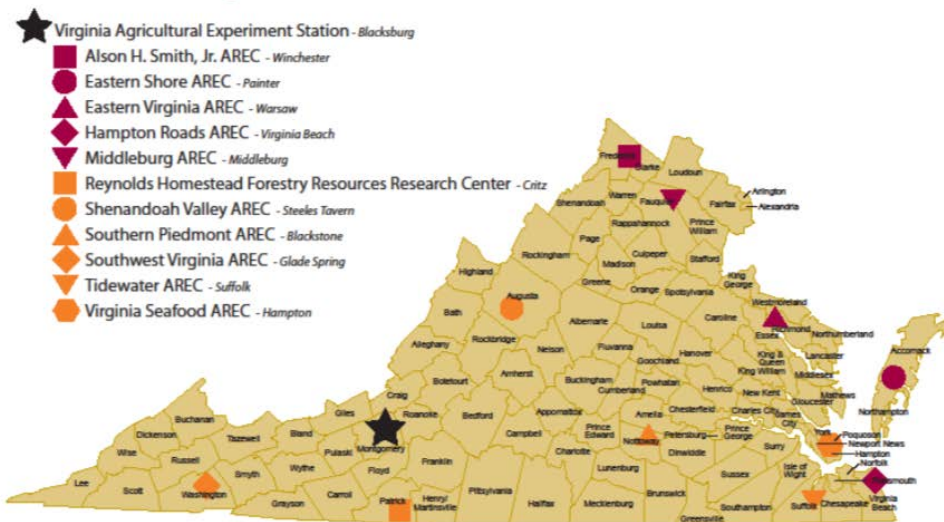 Virginia Agricultural Experiment Station - Blacksburg
Alson H. Smith, Jr. AREC - Winchester
Eastern Shore AREC - Painter
Eastern Virginia AREC - Warsaw
Hampton Roads AREC - Virginia Beach
Middleburg AREC - Middleburg
Reynolds Homestead Forestry Resources Research Center - Critz
Shenandoah Valley AREC - Steeles Tavern
Southern Piedmont AREC - Blackstone
Southwest Virginia AREC - Glade Spring
Tidewater AREC - Suffolk
Virginia Seafood AREC - Hampton
Clarke
Loudoun
Arlington
Alexandria
Fairfax
Warren
Shenandoah
Fauquier
Prince
William
Rappahannock
Page
Culpeper
Stafford
Rockingham
Madison
Highland
Greene
King
George
Orange
Spotsylvania
Augusta
Westmoreland
Bath
Caroline
Essex
Richmond
Northumberland
Albemarle
Louisa
Rockbridge
Accomack
Alleghany
Nelson
Fluvanna
Hanover
King &
Queen
Lancaster
Goochland
King William
Middlesex
Botetourt
Amherst
Buckingham
Powhatan
Cumberland
Henrico
New Kent
Mathews
Gloucester
Craig
Roanoke
Bedford
Appomattox
Amelia
Chesterfield
Charles City
James
City
Northampton
Giles
Buchanan
Dickenson
Tazewell
Bland
Montgomery
Pulaski
Campbell
Prince
Edward
Nottoway
Petersburg
Prince
George
York
Poquoson
Newport News
Hampton
Norfolk
Wise
Russell
Smyth
Wythe
Floyd
Franklin
Charlotte
Dinwiddie
Surry
Lunenburg
Sussex
Isle of
Wight
Lee
Scott
Washington
Grayson
Carroll
Patrick
Henry/
Martinsville
Pittsylvania
Halifax
Mecklenburg
Brunswick
Greensville
Southampton
Suffolk
Chesapeake
Virginia
Beach